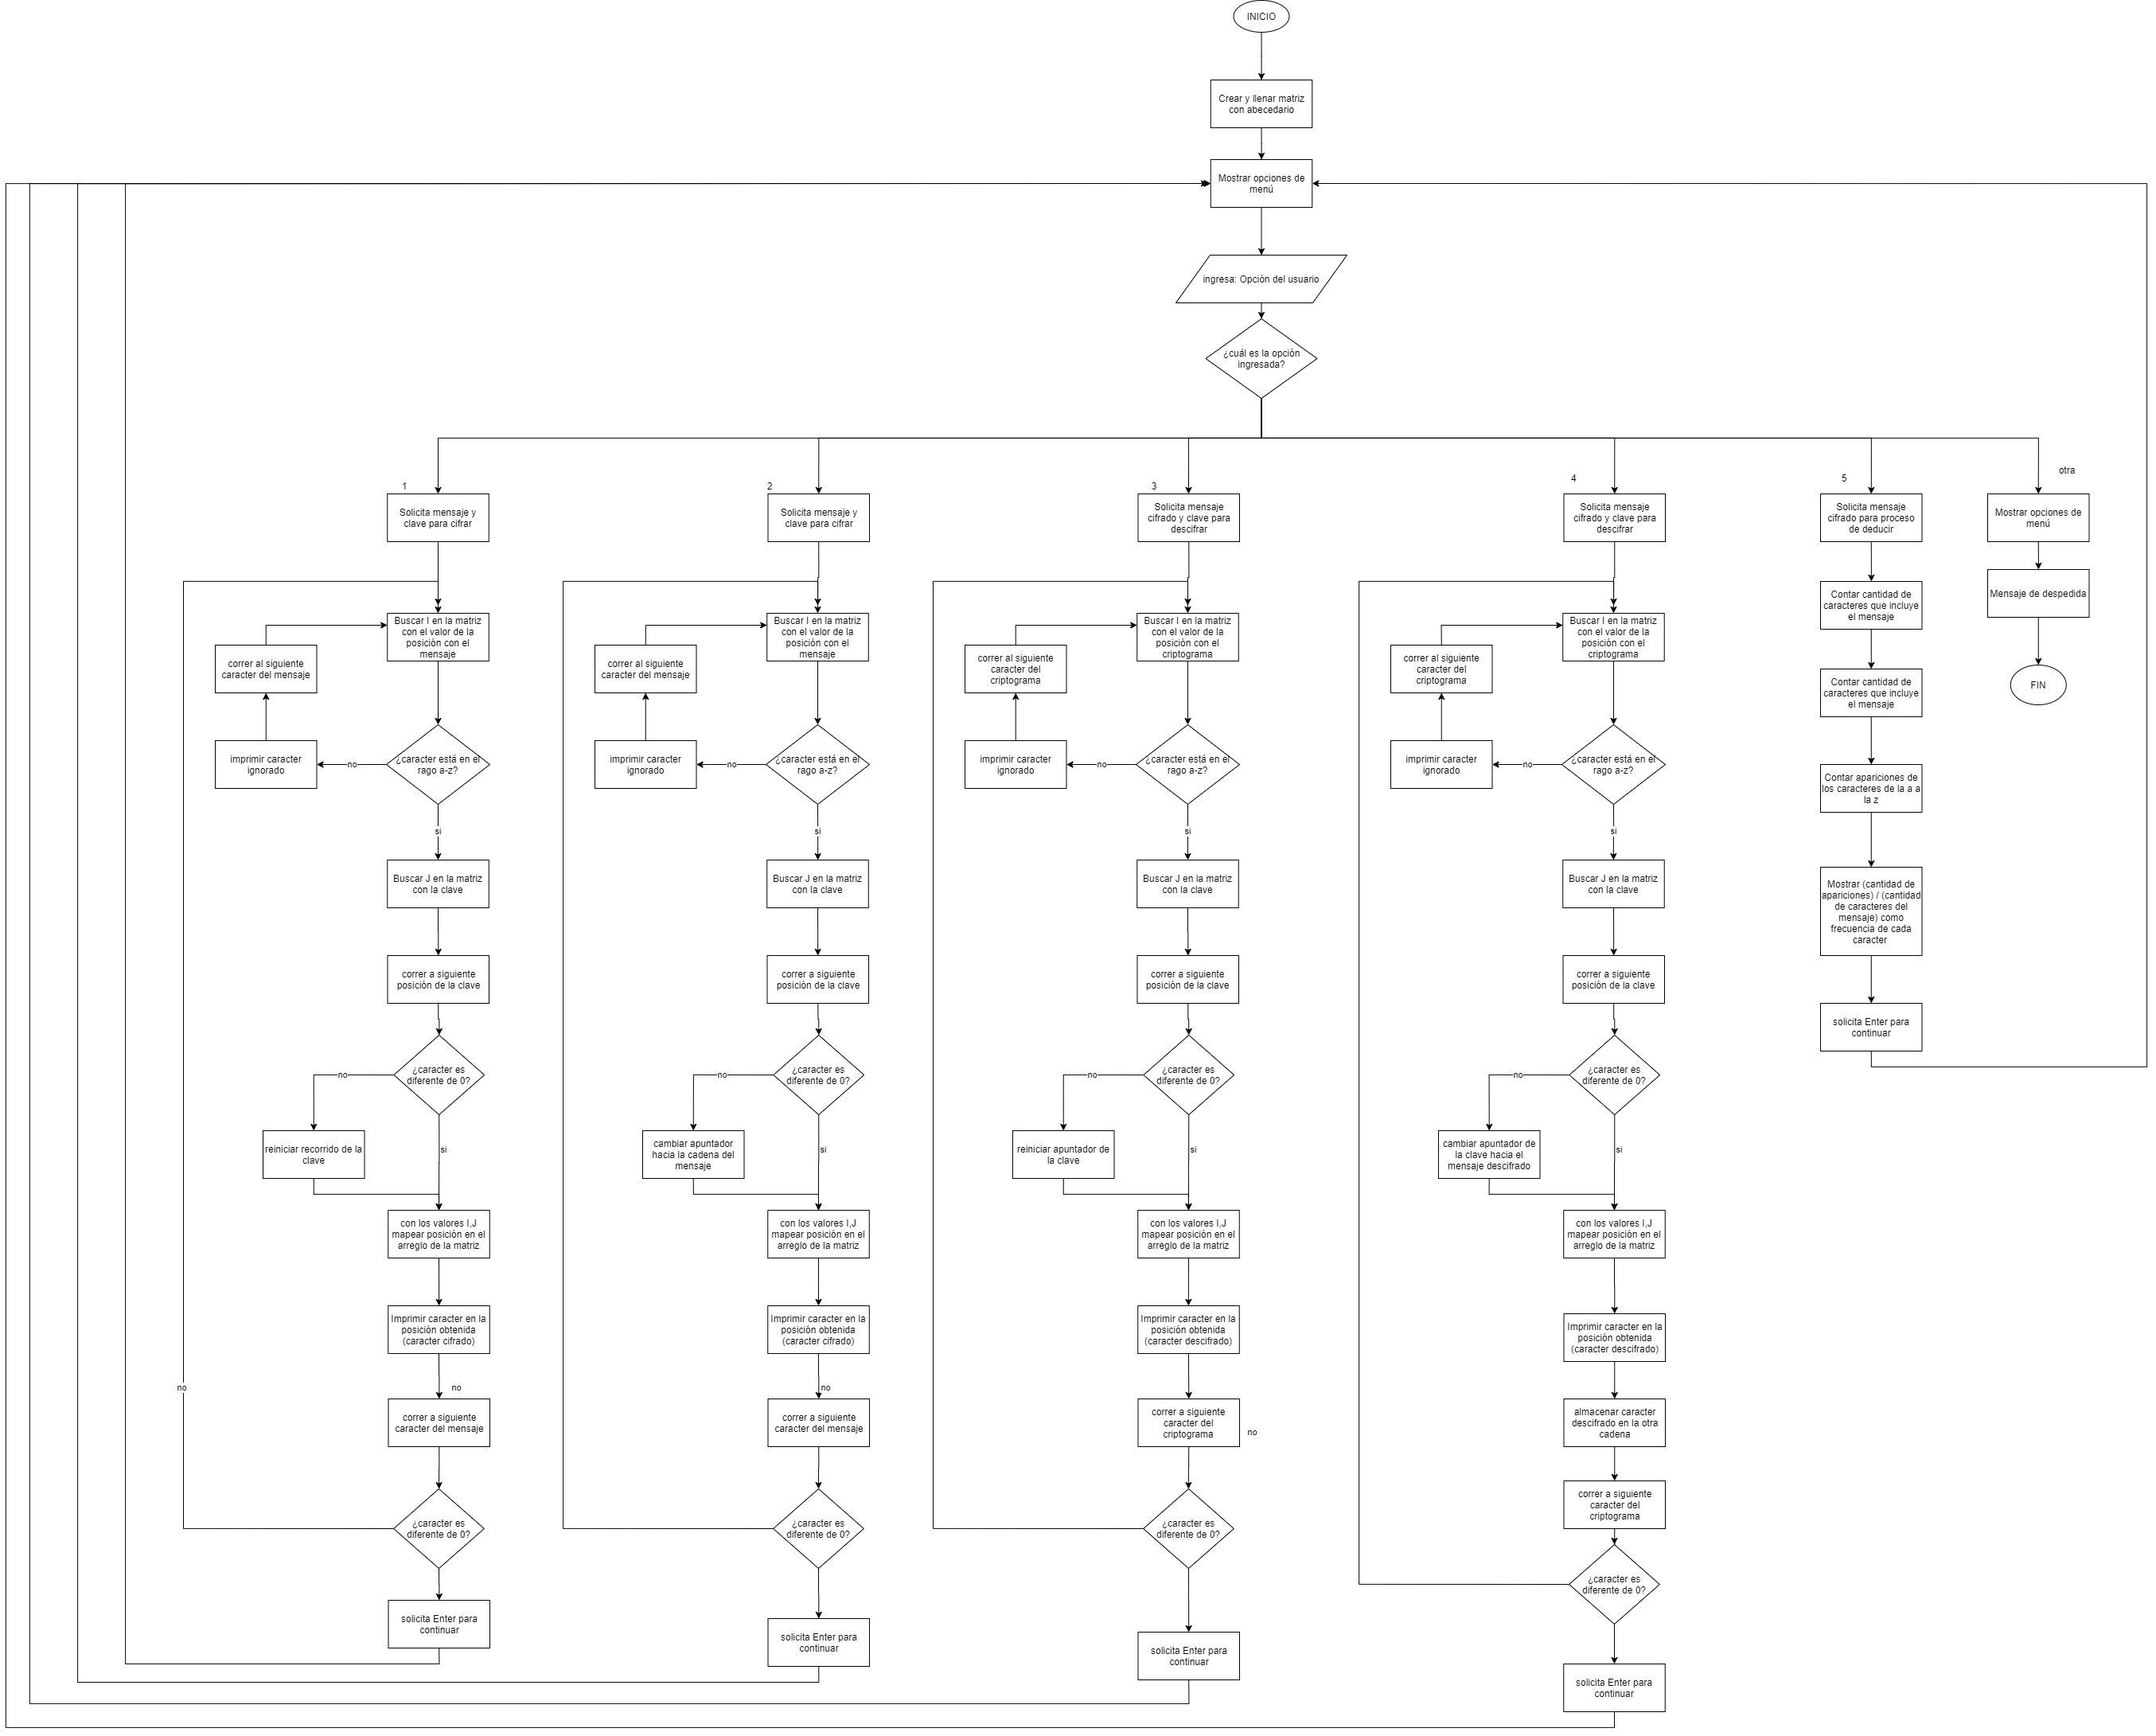 INICIO
Crear y llenar matriz
con abecedario
Mostrar opciones de
menú
ingresa: Opción del usuario
¿cuál es la opción
ingresada?
1
Solicita mensaje y
clave para cifrar
Buscar I en la matriz
con el valor de la
posición con el
mensaje
correr al siguiente
caracter del mensaje
imprimir caracter
ignorado
no
¿caracter está en el
rago a-z?
si
Buscar J en la matriz
con la clave
correr a siguiente
posición de la clave
¿caracter es
diferente de 0?
no
reiniciar recorrido de la
clave
si
con los valores I,J
mapear posición en el
arreglo de la matriz
Imprimir caracter en la
posición obtenida
(caracter cifrado)
no
no
correr a siguiente
caracter del mensaje
¿caracter es
diferente de 0?
solicita Enter para
continuar
2
Solicita mensaje y
clave para cifrar
Buscar I en la matriz
con el valor de la
posición con el
mensaje
correr al siguiente
caracter del mensaje
imprimir caracter
ignorado
no
¿caracter está en el
rago a-z?
si
Buscar J en la matriz
con la clave
correr a siguiente
posición de la clave
¿caracter es
diferente de 0?
no
cambiar apuntador
hacia la cadena del
mensaje
si
con los valores I,J
mapear posición en el
arreglo de la matriz
Imprimir caracter en la
posición obtenida
(caracter cifrado)
no
correr a siguiente
caracter del mensaje
¿caracter es
diferente de 0?
solicita Enter para
continuar
3
Solicita mensaje
cifrado y clave para
descifrar
Buscar I en la matriz
con el valor de la
posición con el
criptograma
correr al siguiente
caracter del
criptograma
imprimir caracter
ignorado
no
¿caracter está en el
rago a-z?
si
Buscar J en la matriz
con la clave
correr a siguiente
posición de la clave
¿caracter es
diferente de 0?
no
reiniciar apuntador de
la clave
si
con los valores I,J
mapear posición en el
arreglo de la matriz
Imprimir caracter en la
posición obtenida
(caracter descifrado)
correr a siguiente
caracter del
criptograma
no
¿caracter es
diferente de 0?
solicita Enter para
continuar
4
Solicita mensaje
cifrado y clave para
descifrar
Buscar I en la matriz
con el valor de la
posición con el
criptograma
correr al siguiente
caracter del
criptograma
imprimir caracter
ignorado
no
¿caracter está en el
rago a-z?
si
Buscar J en la matriz
con la clave
correr a siguiente
posición de la clave
¿caracter es
diferente de 0?
no
cambiar apuntador de
la clave hacia el
mensaje descifrado
si
con los valores I,J
mapear posición en el
arreglo de la matriz
Imprimir caracter en la
posición obtenida
(caracter descifrado)
almacenar caracter
descifrado en la otra
cadena
correr a siguiente
caracter del
criptograma
¿caracter es
diferente de 0?
solicita Enter para
continuar
5
Solicita mensaje
cifrado para proceso
de deducir
Contar cantidad de
caracteres que incluye
el mensaje
Contar cantidad de
caracteres que incluye
el mensaje
Contar apariciones de
los caracteres de la a a
la z
Mostrar (cantidad de
apariciones) / (cantidad
de caracteres del
mensaje) como
frecuencia de cada
caracter
solicita Enter para
continuar
otra
Mostrar opciones de
menú
Mensaje de despedida
FIN